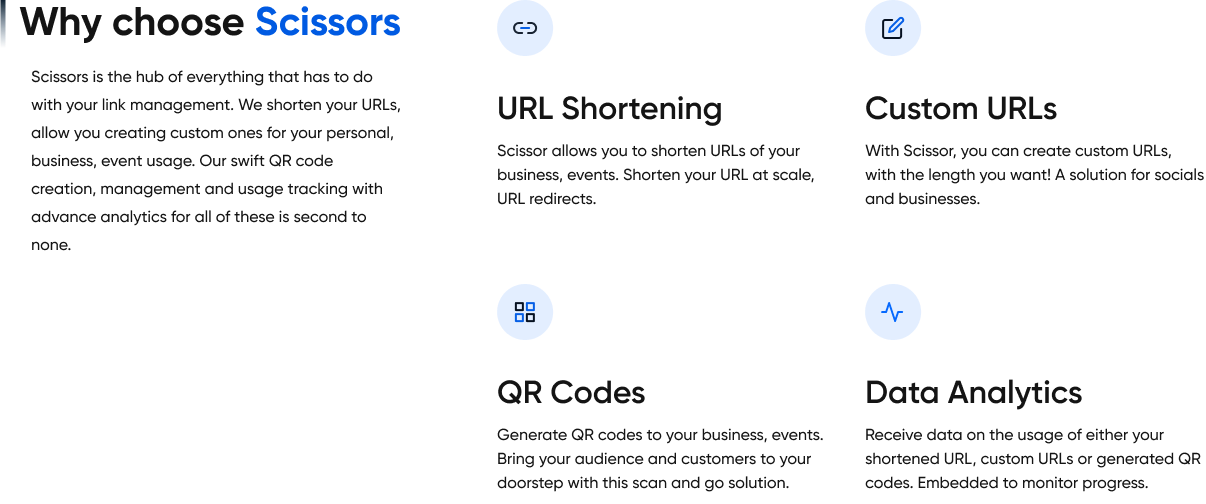 Why choose Scissors
Scissors is the hub of everything that has to do
with your link management. We shorten your URLs,
allow you creating custom ones for your personal,
business, event usage. Our swift QR code
creation, management and usage tracking with
advance analytics for all of these is second to
none.
URL Shortening
Scissor allows you to shorten URLs of your
business, events. Shorten your URL at scale,
URL redirects.
Custom URLs
With Scissor, you can create custom URLs,
with the length you want! A solution for socials
and businesses.
QR Codes
Generate QR codes to your business, events.
Bring your audience and customers to your
doorstep with this scan and go solution.
Data Analytics
Receive data on the usage of either your
shortened URL, custom URLs or generated QR
codes. Embedded to monitor progress.